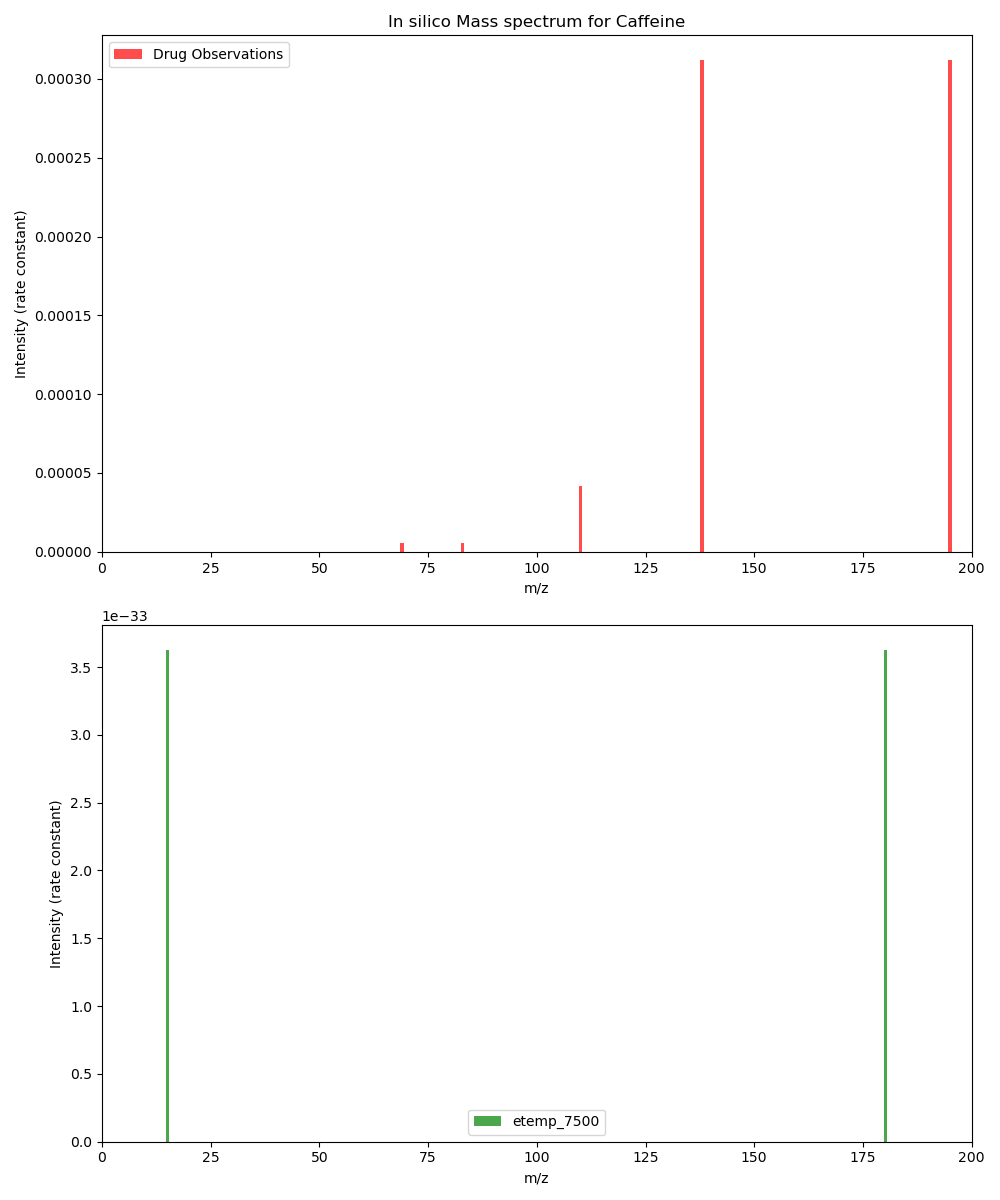 In silico Mass spectrum for Caffeine
Drug Observations
0.00030
0.00025
0.00020
0.00015
0.00010
0.00005
0.00000
Intensity (rate constant)
0 25 50 75 100 125 150 175 200
m/z
1e−33
3.5
3.0
2.5
2.0
1.5
1.0
0.5
0.0
Intensity (rate constant)
etemp_7500
0 25 50 75 100 125 150 175 200
m/z